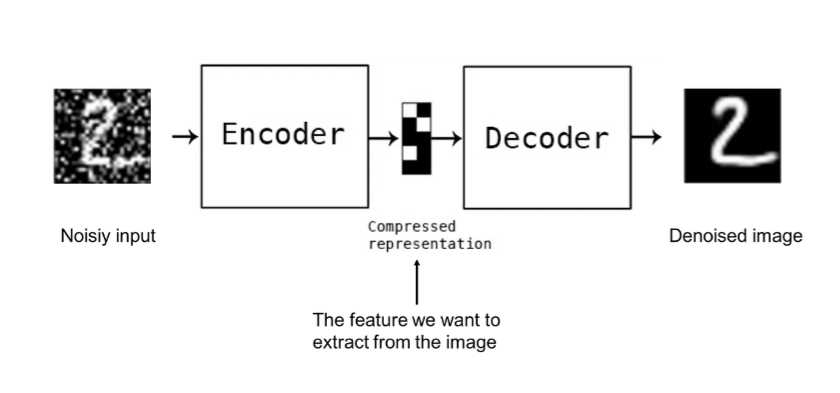 Encoder
Decoder
Noisiy input
Compressed
representation
Denoised image
The feature we want to
extract from the image